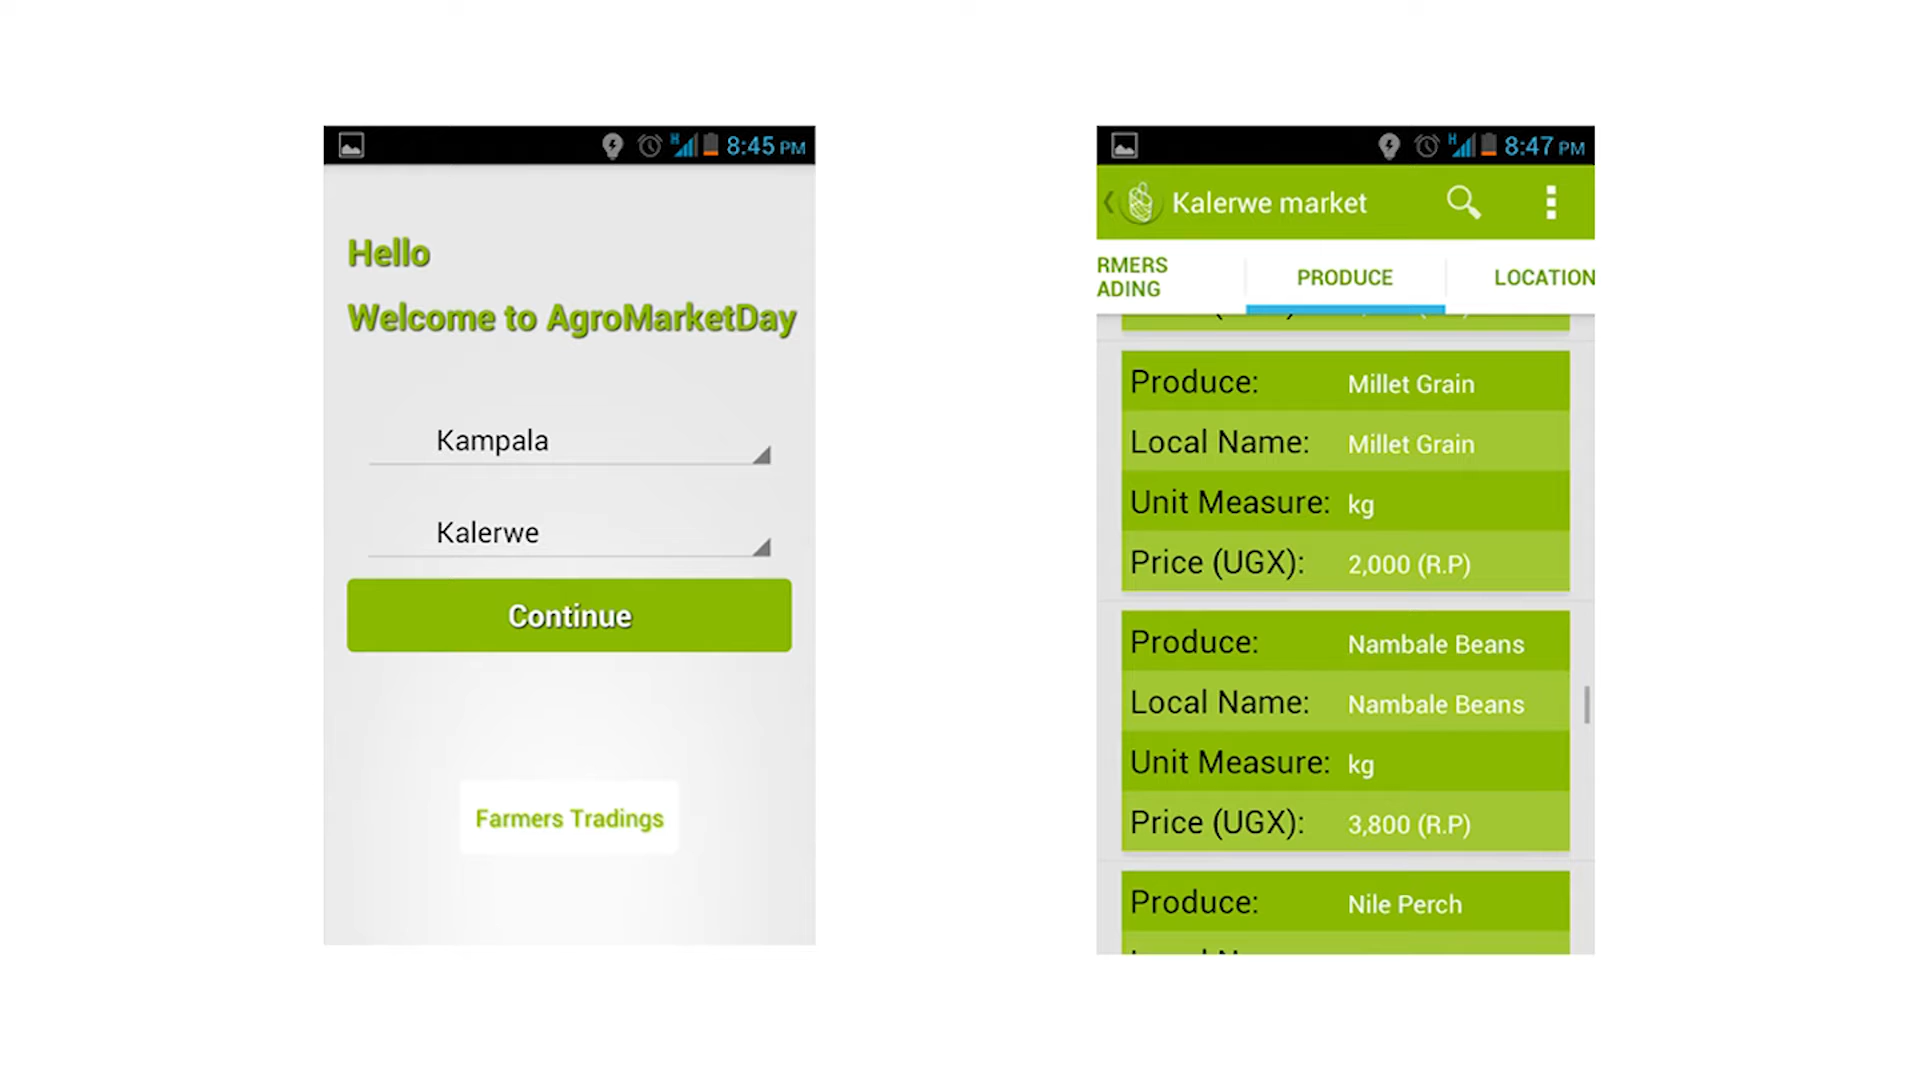 8:45 PM
Hello
Welcome to AgroMarketDay
Kampala
Kalerwe
Continue
Farmers Tradings
H 8:47 PM
Kalerwe market
RMERS
ADING
PRODUCE
LOCATION
Produce: Millet Grain
Local Name: Millet Grain
Unit Measure: kg
Price (UGX): 2,000 (R.P)
Produce: Nambale Beans
Local Name: Nambale Beans
Unit Measure: kg
Price (UGX): 3,800 (R.P)
Produce: Nile Perch